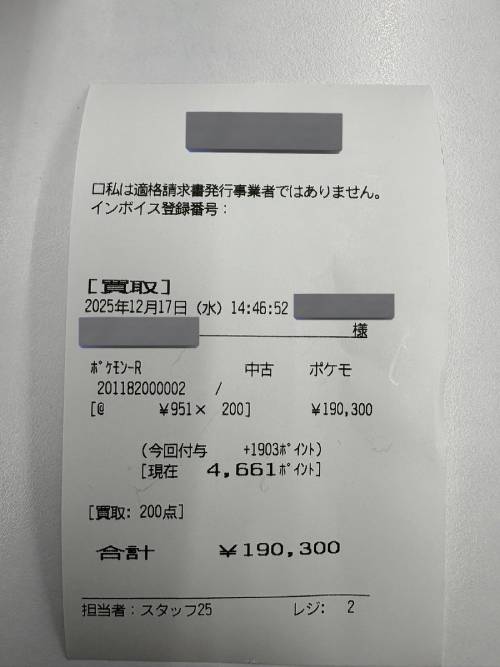 口私は適格請求書発行事業者ではありません。
インボイス登録番号：
[買取]
2025年12月17日 (水) 14:46:52
様
ﾎﾟｹﾓﾝｰR 中古 ポケモ
201182000002 /
[@ ¥951× 200] ¥190,300
(今回付与 +1903ﾎﾟｲﾝﾄ)
[現在 4,661ﾎﾟｲﾝﾄ]
[買取: 200点]
合計 ¥190,300
担当者：スタッフ25 レジ: 2